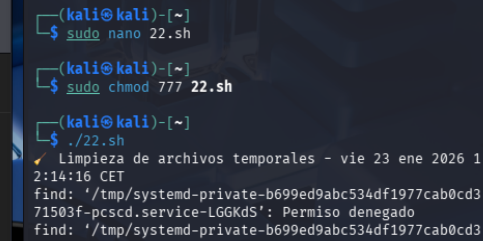 ┌──(kali㉿kali)-[~]
└─$ sudo nano 22.sh
┌──(kali㉿kali)-[~]
└─$ sudo chmod 777 22.sh
┌──(kali㉿kali)-[~]
└─$ ./22.sh
🧹 Limpieza de archivos temporales - vie 23 ene 2026 1
2:14:16 CET
find: ‘/tmp/systemd-private-b699ed9abc534df1977cab0cd3
71503f-pcscd.service-LGGKdS’: Permiso denegado
find: ‘/tmp/systemd-private-b699ed9abc534df1977cab0cd3